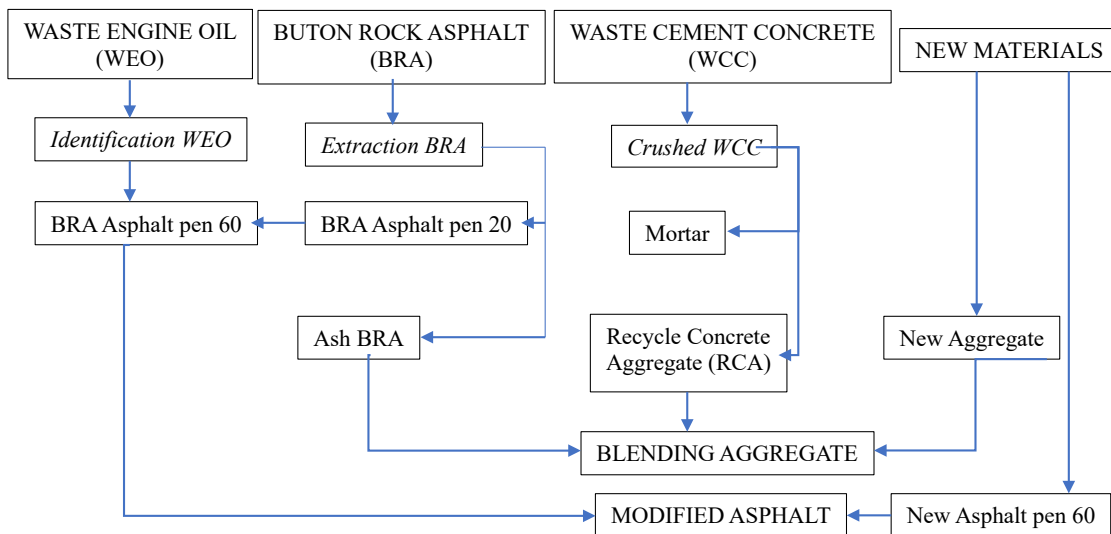 WASTE ENGINE OIL
(WEO)
BUTON ROCK ASPHALT
(BRA)
WASTE CEMENT CONCRETE
(WCC)
NEW MATERIALS
Identification WEO
Extraction BRA
Crushed WCC
BRA Asphalt pen 60
BRA Asphalt pen 20
Mortar
Ash BRA
Recycle Concrete
Aggregate (RCA)
New Aggregate
BLENDING AGGREGATE
MODIFIED ASPHALT
New Asphalt pen 60